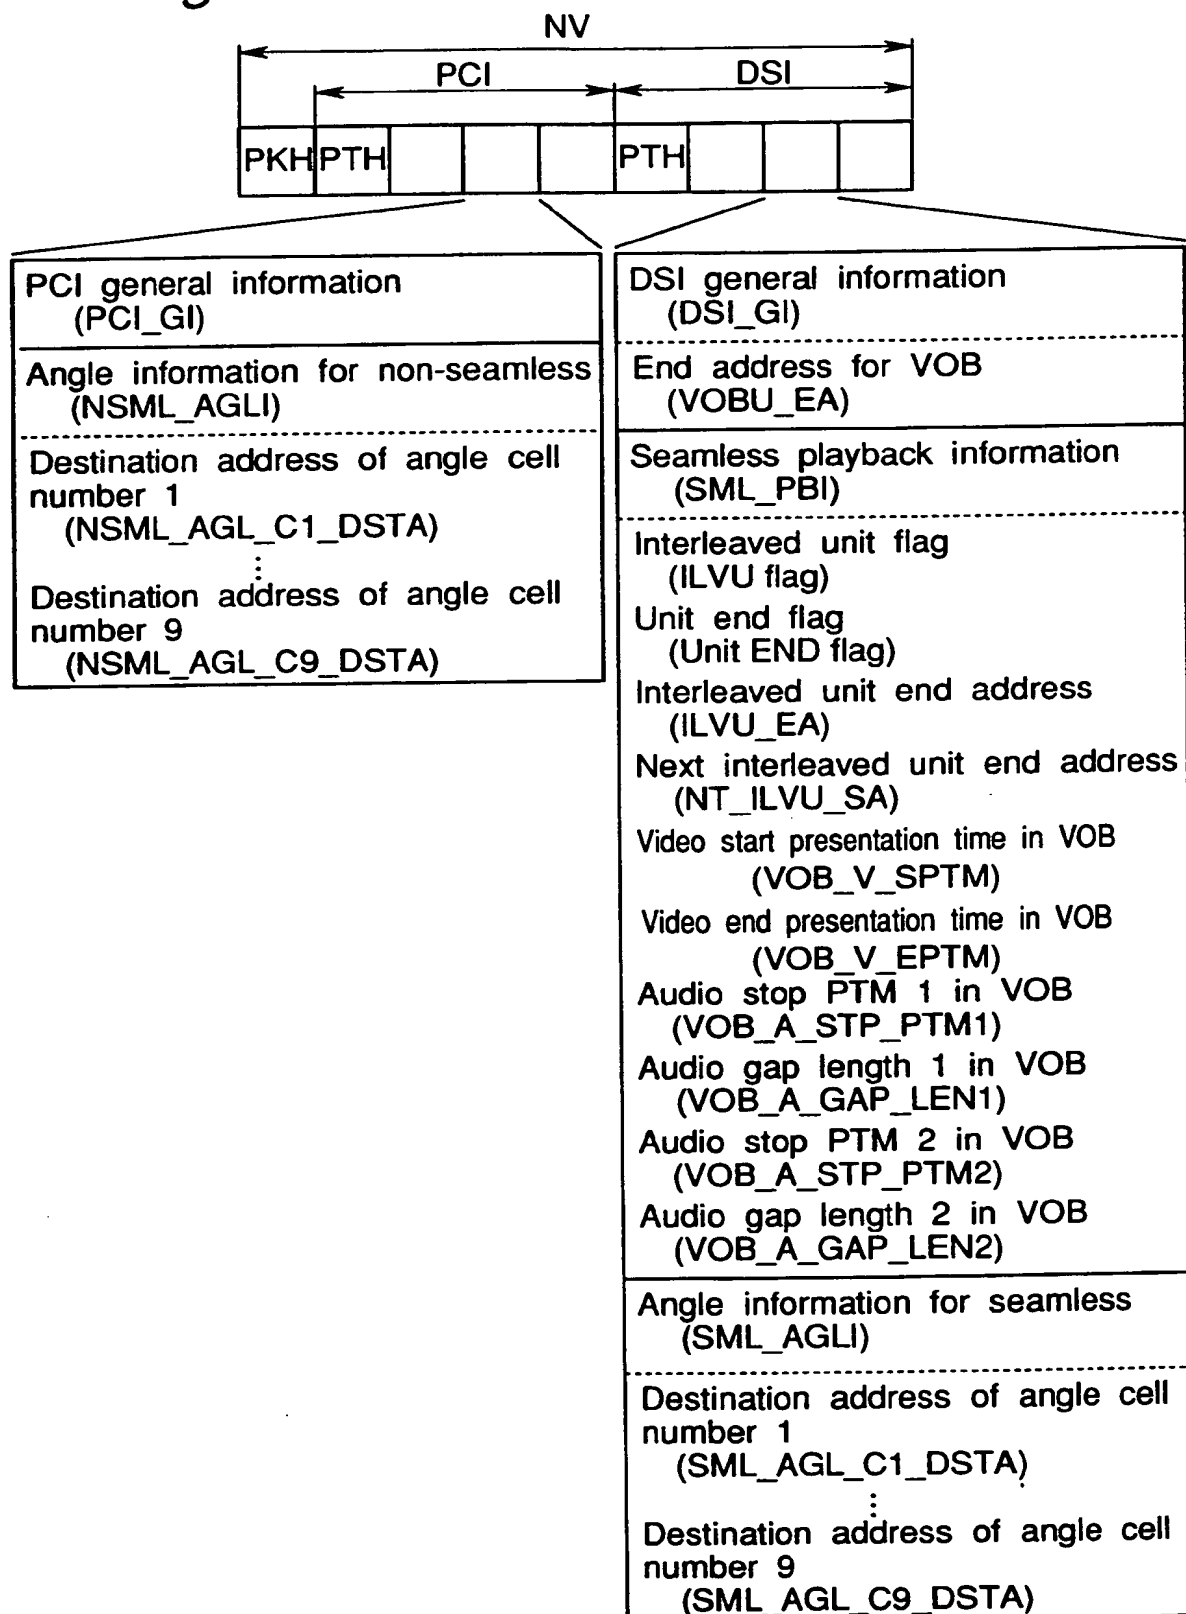 NV
PCI DSI
PKH PTH PTH
PCI general information
(PCI_GI)
Angle information for non-seamless
(NSML_AGLI)
Destination address of angle cell
number 1
(NSML_AGL_C1_DSTA)
⋮
Destination address of angle cell
number 9
(NSML_AGL_C9_DSTA)
DSI general information
(DSI_GI)
End address for VOB
(VOBU_EA)
Seamless playback information
(SML_PBI)
Interleaved unit flag
(ILVU flag)
Unit end flag
(Unit END flag)
Interleaved unit end address
(ILVU_EA)
Next interleaved unit end address
(NT_ILVU_SA)
Video start presentation time in VOB
(VOB_V_SPTM)
Video end presentation time in VOB
(VOB_V_EPTM)
Audio stop PTM 1 in VOB
(VOB_A_STP_PTM1)
Audio gap length 1 in VOB
(VOB_A_GAP_LEN1)
Audio stop PTM 2 in VOB
(VOB_A_STP_PTM2)
Audio gap length 2 in VOB
(VOB_A_GAP_LEN2)
Angle information for seamless
(SML_AGLI)
Destination address of angle cell
number 1
(SML_AGL_C1_DSTA)
⋮
Destination address of angle cell
number 9
(SML_AGL_C9_DSTA)